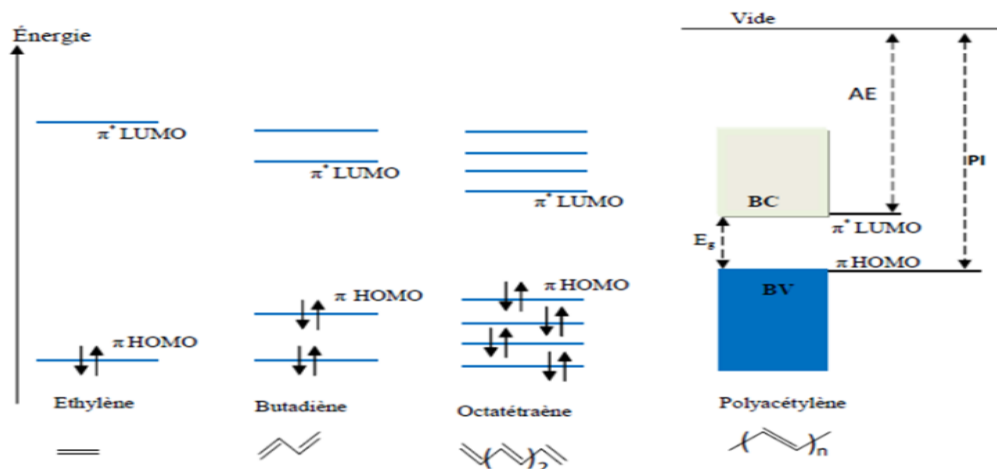 Vide
Énergie
AE
π* LUMO
π* LUMO
π* LUMO
PI
BC
π* LUMO
Eg
π HOMO
π HOMO
π HOMO
π HOMO
BV
Ethylène
Butadiène
Octatétraène
Polyacétylène
2
n